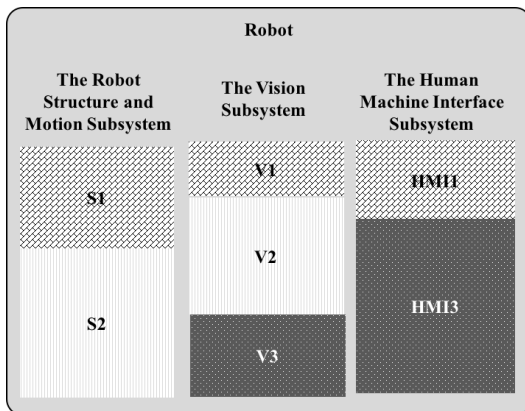 Robot
The Robot
Structure and
Motion Subsystem
The Vision
Subsystem
The Human
Machine Interface
Subsystem
S1
S2
V1
V2
V3
HMI1
HMI3